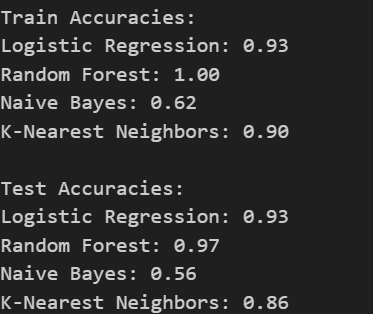 Train Accuracies:
Logistic Regression: 0.93
Random Forest: 1.00
Naive Bayes: 0.62
K-Nearest Neighbors: 0.90
Test Accuracies:
Logistic Regression: 0.93
Random Forest: 0.97
Naive Bayes: 0.56
K-Nearest Neighbors: 0.86